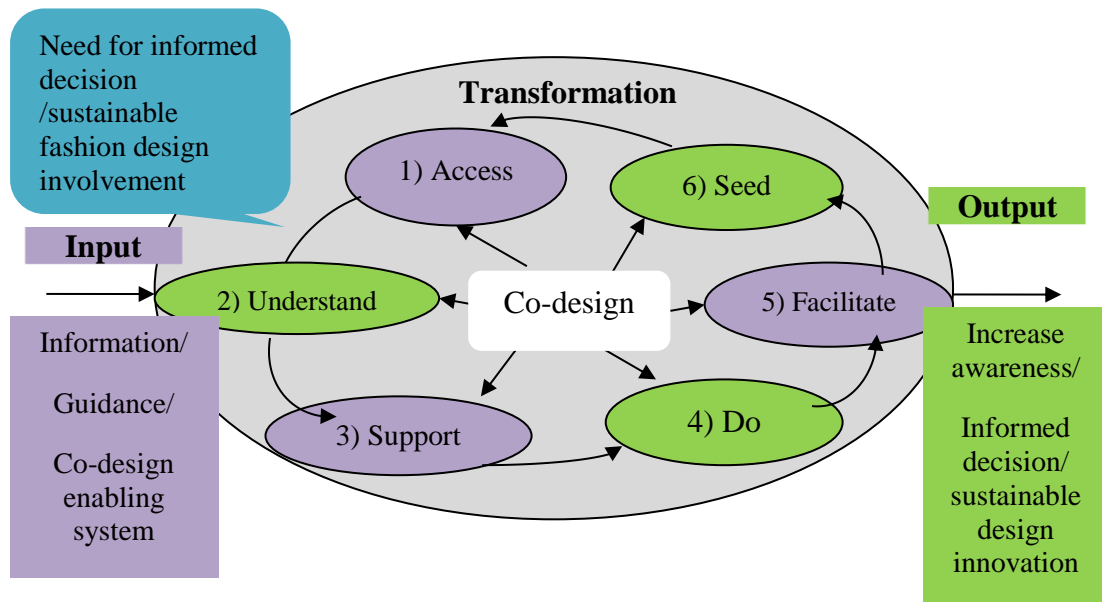 Need for informed
decision
/sustainable
fashion design
involvement
Transformation
1) Access
6) Seed
Input
Output
2) Understand
Co-design
5) Facilitate
3) Support
4) Do
Information/
Guidance/
Co-design
enabling
system
Increase
awareness/
Informed
decision/
sustainable
design
innovation